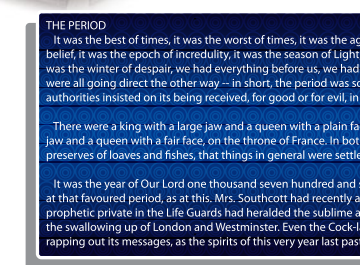 THE PERIOD
It was the best of times, it was the worst of times, it was the ag
belief, it was the epoch of incredulity, it was the season of Light
was the winter of despair, we had everything before us, we had
were all going direct the other way -- in short, the period was so
authorities insisted on its being received, for good or for evil, in
There were a king with a large jaw and a queen with a plain fa
jaw and a queen with a fair face, on the throne of France. In bot
preserves of loaves and fishes, that things in general were settle
It was the year of Our Lord one thousand seven hundred and s
at that favoured period, as at this. Mrs. Southcott had recently a
prophetic private in the Life Guards had heralded the sublime a
the swallowing up of London and Westminster. Even the Cock-l
rapping out its messages, as the spirits of this very year last pas